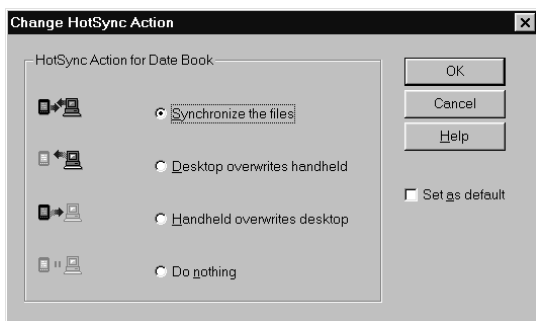 Change HotSync Action
HotSync Action for Date Book
Synchronize the files
Desktop overwrites handheld
Handheld overwrites desktop
Do nothing
OK
Cancel
Help
Set as default